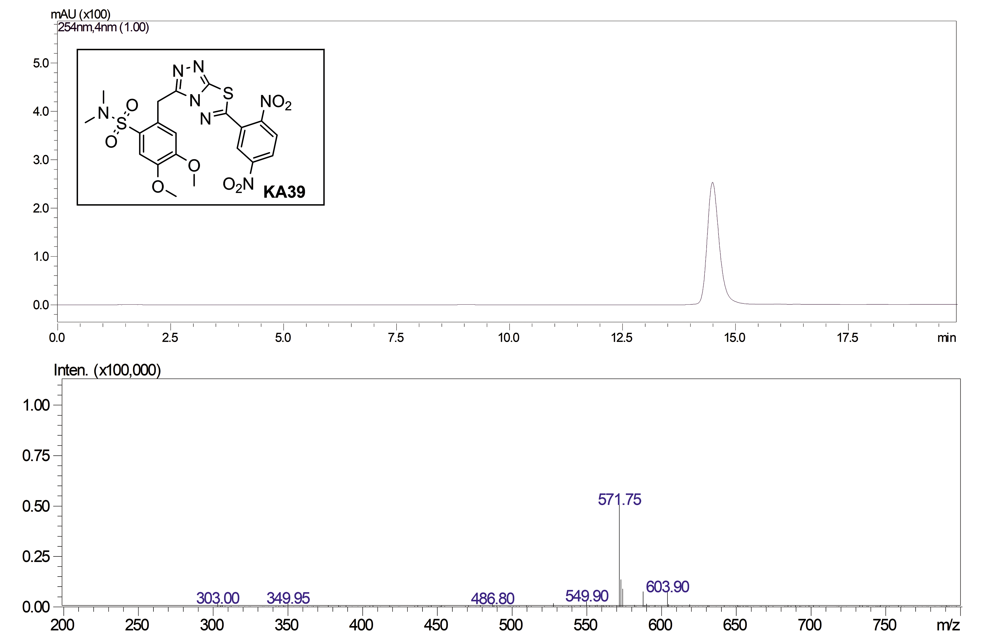 mAU (x100)
254nm,4nm (1.00)
5.0
4.0
3.0
2.0
1.0
0.0
N
N
S
N
N
NO2
N
O
S
O
O
O
O2N
KA39
0.0
2.5
5.0
7.5
10.0
12.5
15.0
17.5
min
Inten. (x100,000)
1.00
0.75
0.50
0.25
0.00
571.75
603.90
303.00
349.95
486.80
549.90
200
250
300
350
400
450
500
550
600
650
700
750
m/z